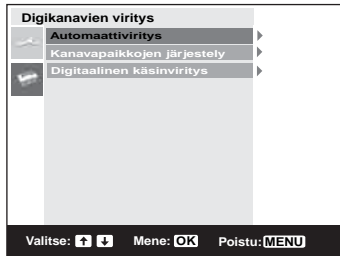 Digikanavien viritys
Automaattiviritys
Kanavapaikkojen järjestely
Digitaalinen käsinviritys
Valitse: ↑ ↓ Mene: OK Poistu: MENU